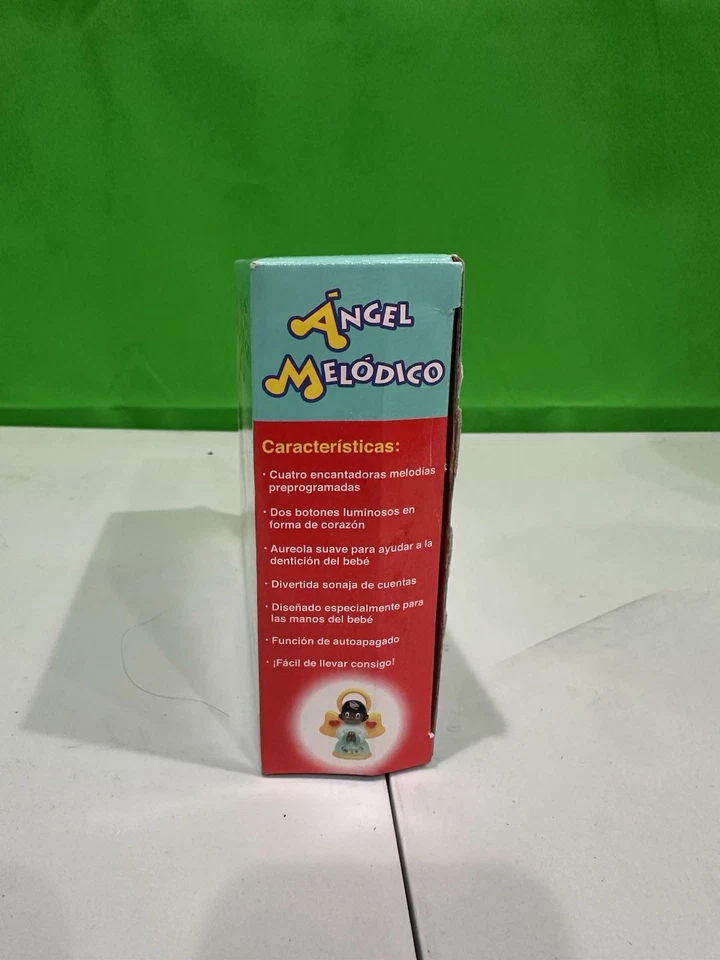 ÁNGEL
MELÓDICO
Características:
· Cuatro encantadoras melodías
preprogramadas
· Dos botones luminosos en
forma de corazón
· Aureola suave para ayudar a la
dentición del bebé
· Divertida sonaja de cuentas
· Diseñado especialmente para
las manos del bebé
· Función de autoapagado
· ¡Fácil de llevar consigo!